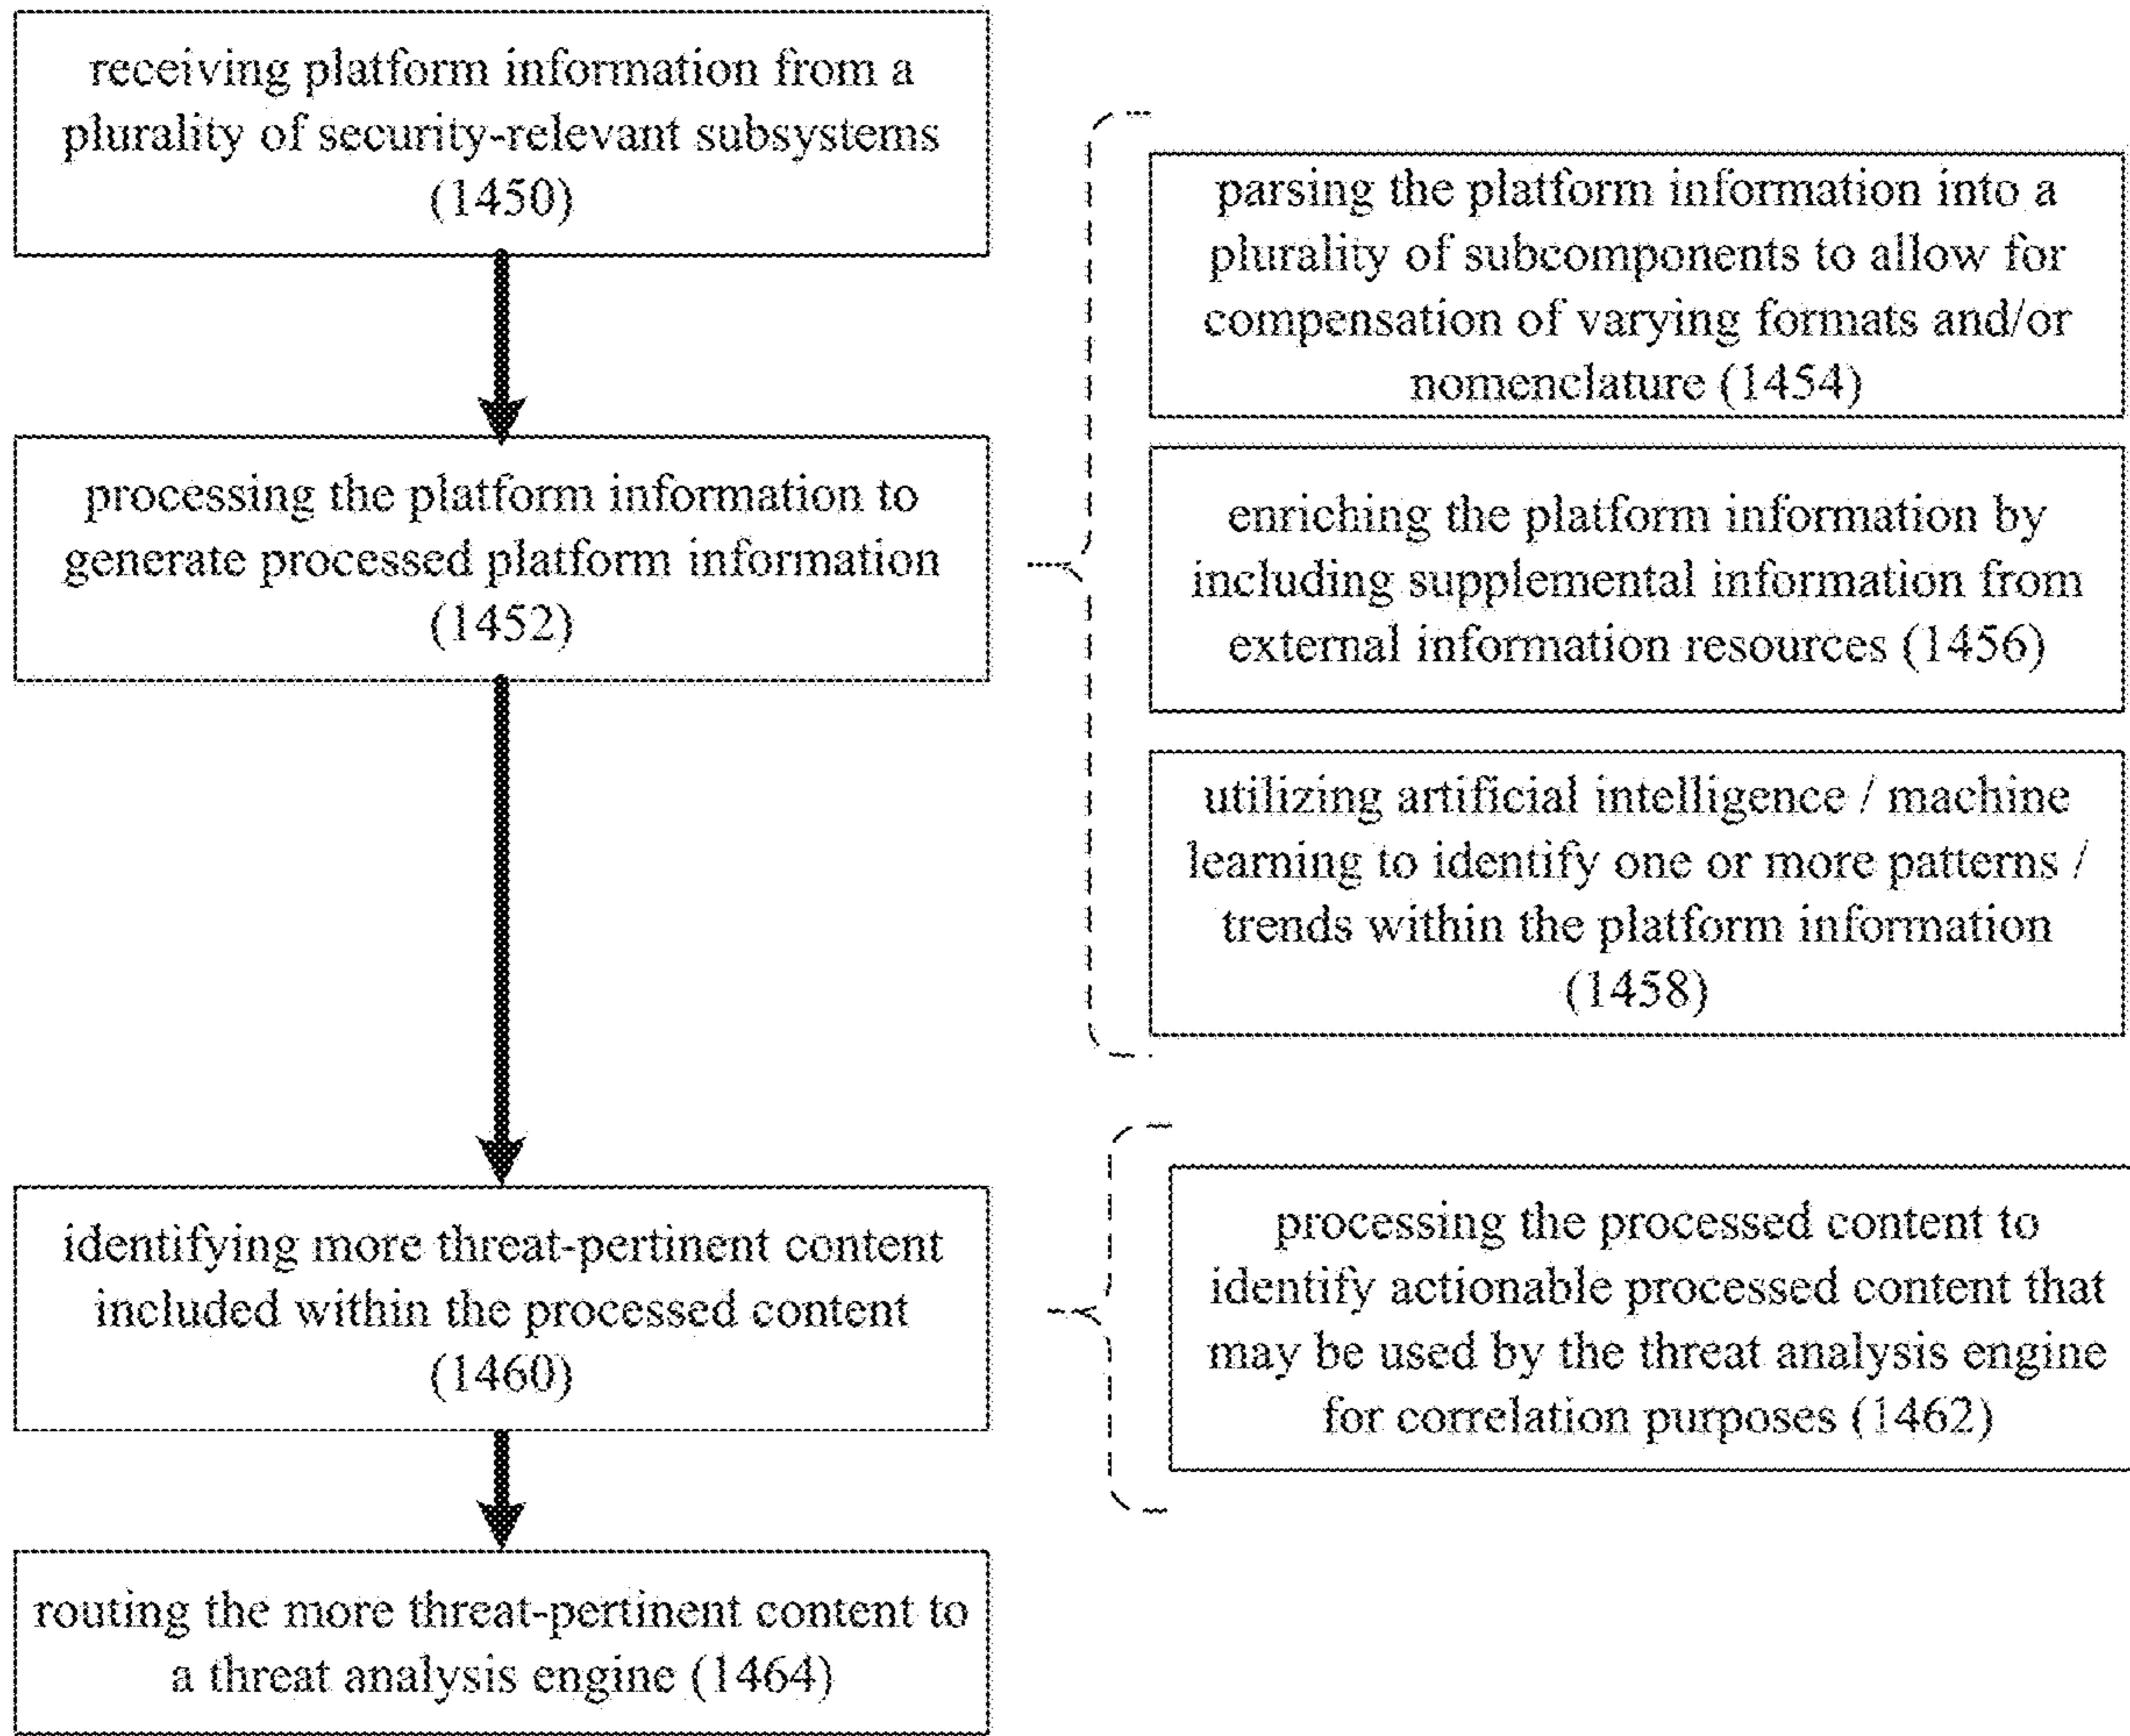 receiving platform information from a
plurality of security-relevant subsystems
(1450)
processing the platform information to
generate processed platform information
(1452)
parsing the platform information into a
plurality of subcomponents to allow for
compensation of varying formats and/or
nomenclature (1454)
enriching the platform information by
including supplemental information from
external information resources (1456)
utilizing artificial intelligence / machine
learning to identify one or more patterns /
trends within the platform information
(1458)
identifying more threat-pertinent content
included within the processed content
(1460)
processing the processed content to
identify actionable processed content that
may be used by the threat analysis engine
for correlation purposes (1462)
routing the more threat-pertinent content to
a threat analysis engine (1464)